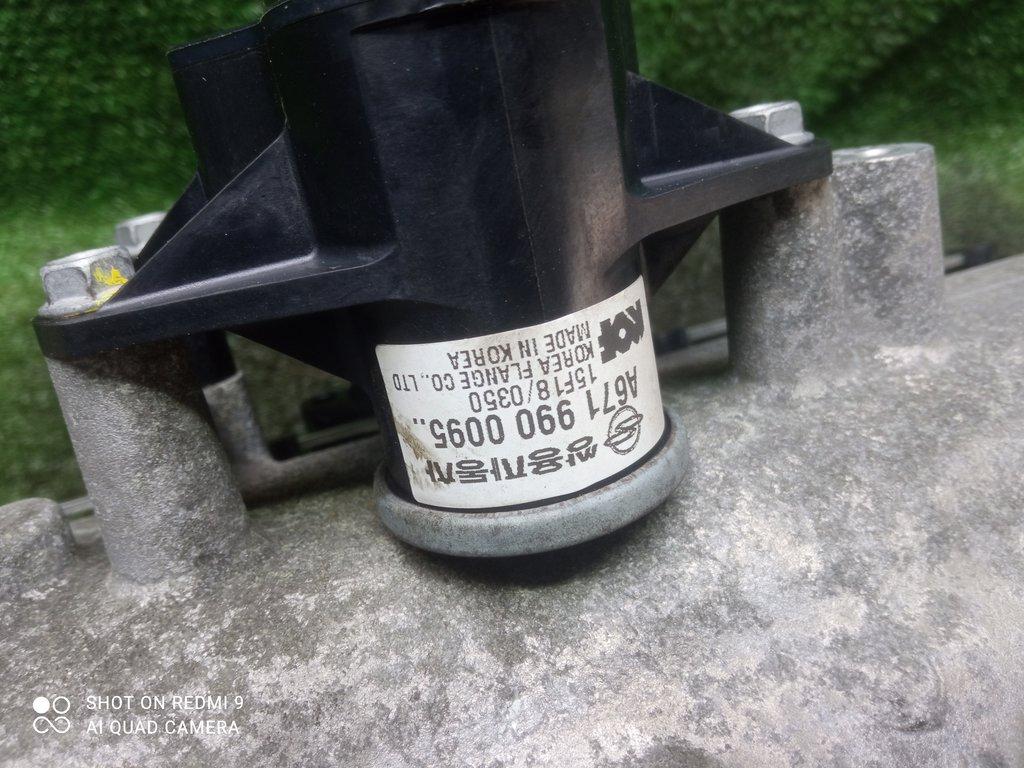 쌍용자동차
A671 990 0095..
15F18/0350
KOREA FLANGE CO., LTD
MADE IN KOREA
KOF
SHOT ON REDMI 9
AI QUAD CAMERA